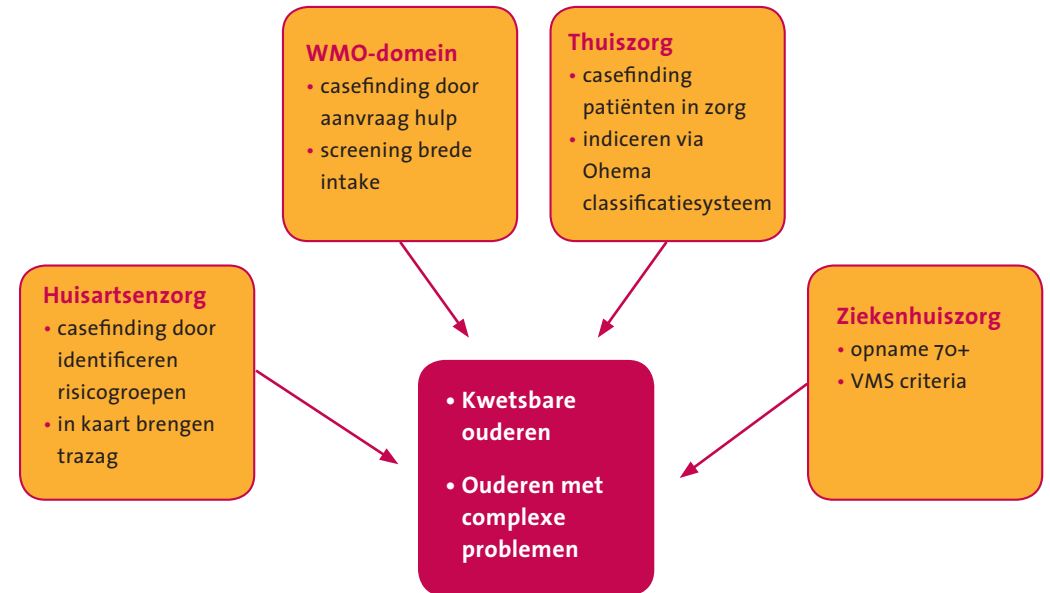 WMO-domein
• casefinding door
aanvraag hulp
• screening brede
intake
Thuiszorg
• casefinding
patiënten in zorg
• indiceren via
Ohema
classificatiesysteem
Huisartsenzorg
• casefinding door
identificeren
risicogroepen
• in kaart brengen
trazag
Ziekenhuiszorg
• opname 70+
• VMS criteria
• Kwetsbare
ouderen
• Ouderen met
complexe
problemen